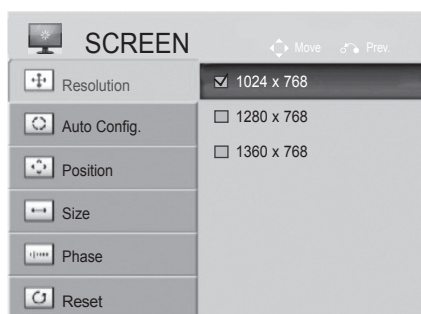 SCREEN
Move Prev.
Resolution
Auto Config.
Position
Size
Phase
Reset
1024 x 768
1280 x 768
1360 x 768